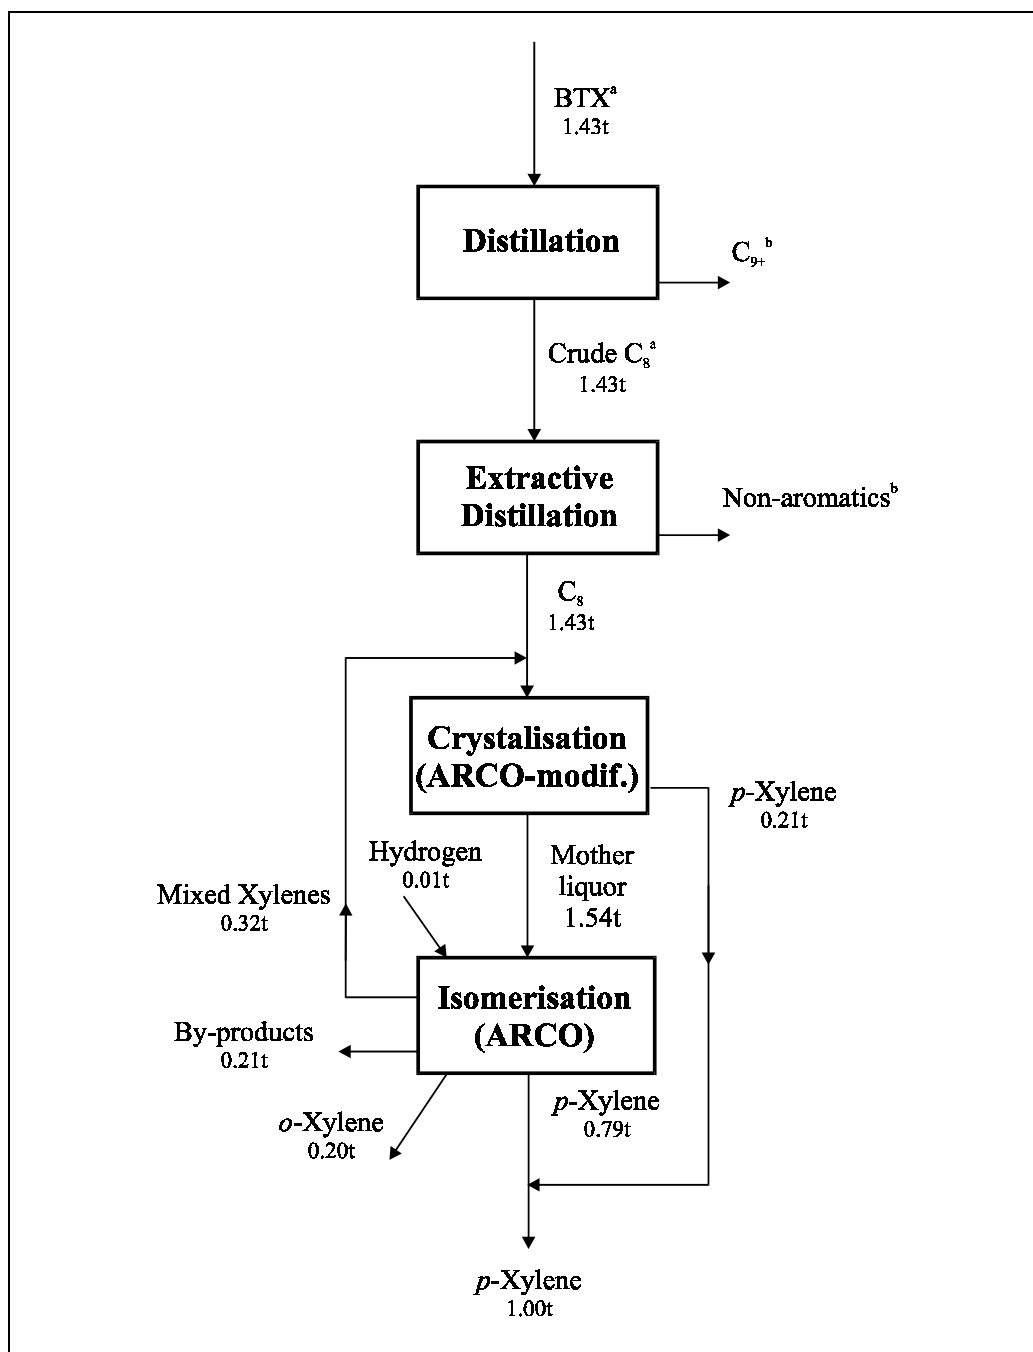 BTXᵃ
1.43t
Distillation
C₉₊ᵇ
Crude C₈ᵃ
1.43t
Extractive
Distillation
Non-aromaticsᵇ
C₈
1.43t
Crystalisation
(ARCO-modif.)
p-Xylene
0.21t
Hydrogen
0.01t
Mother
liquor
1.54t
Mixed Xylenes
0.32t
Isomerisation
(ARCO)
By-products
0.21t
p-Xylene
0.79t
o-Xylene
0.20t
p-Xylene
1.00t